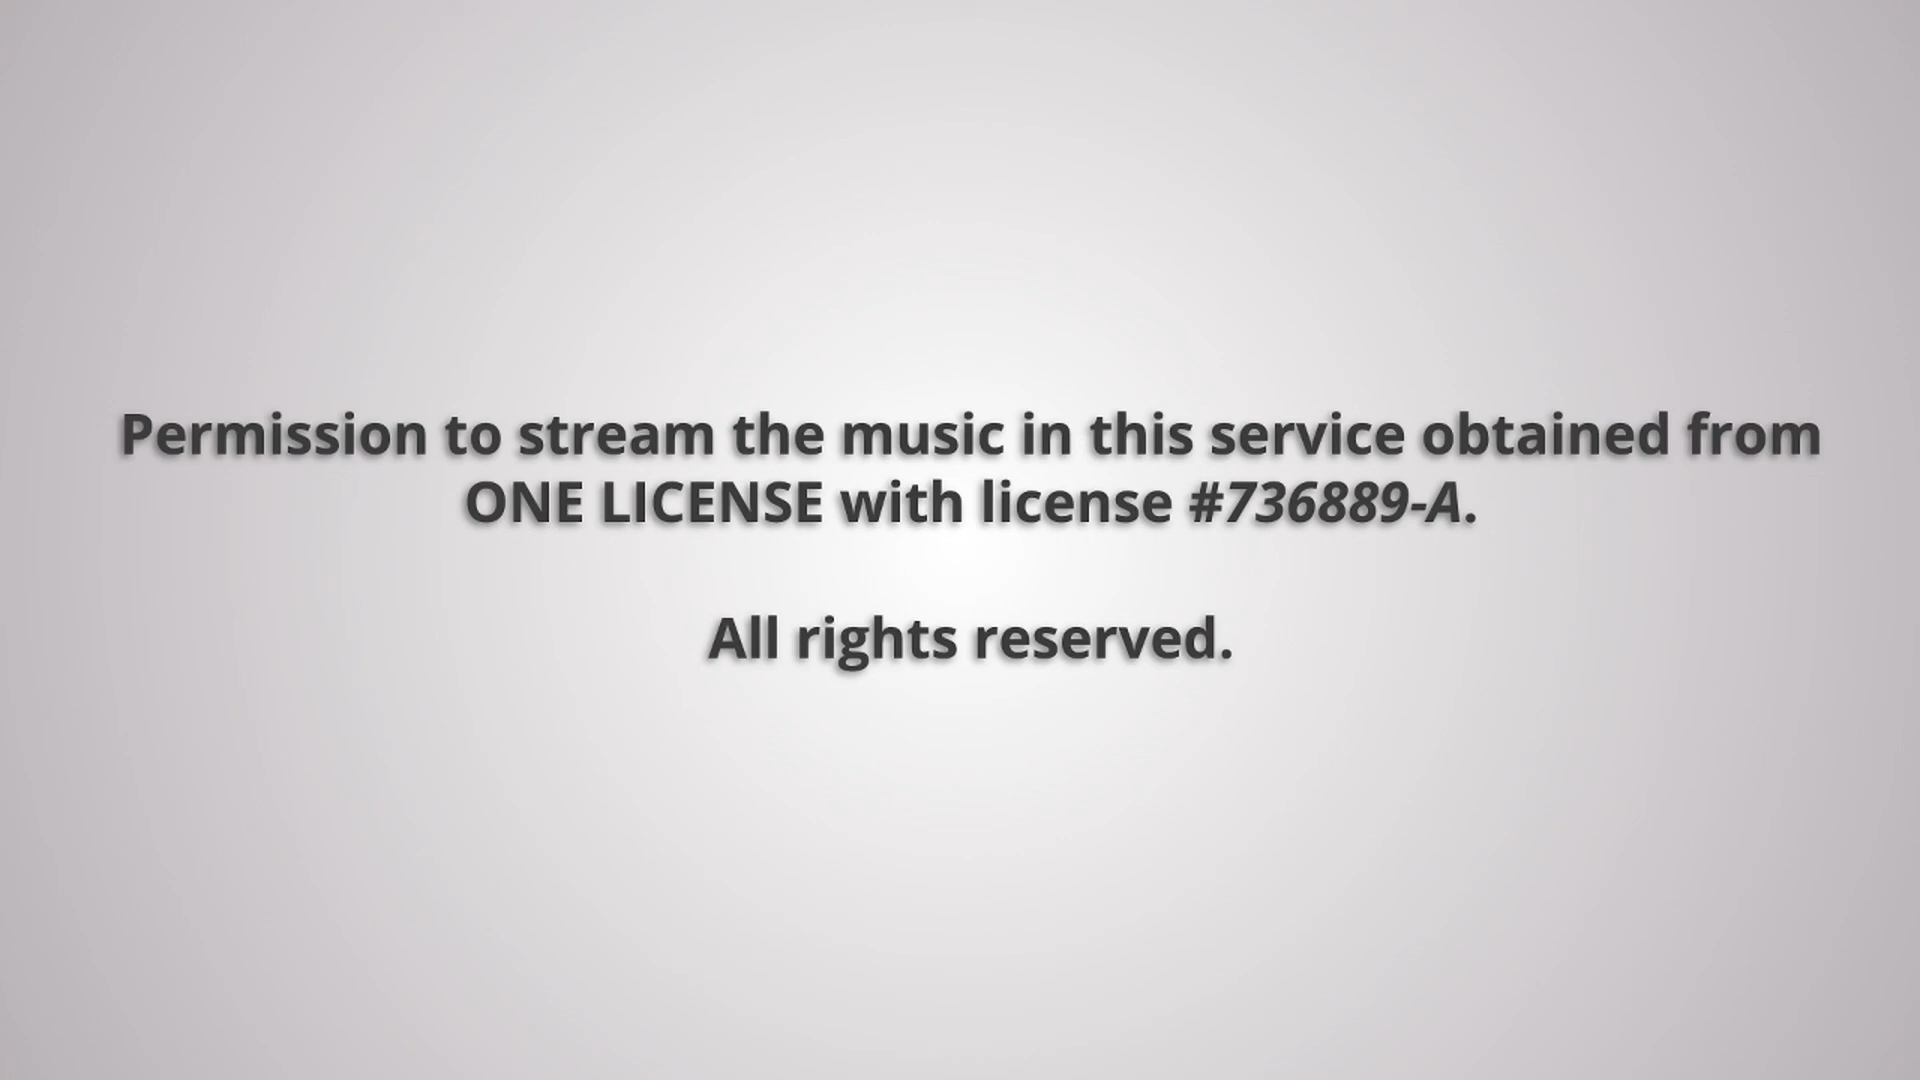 Permission to stream the music in this service obtained from
ONE LICENSE with license #736889-A.
All rights reserved.